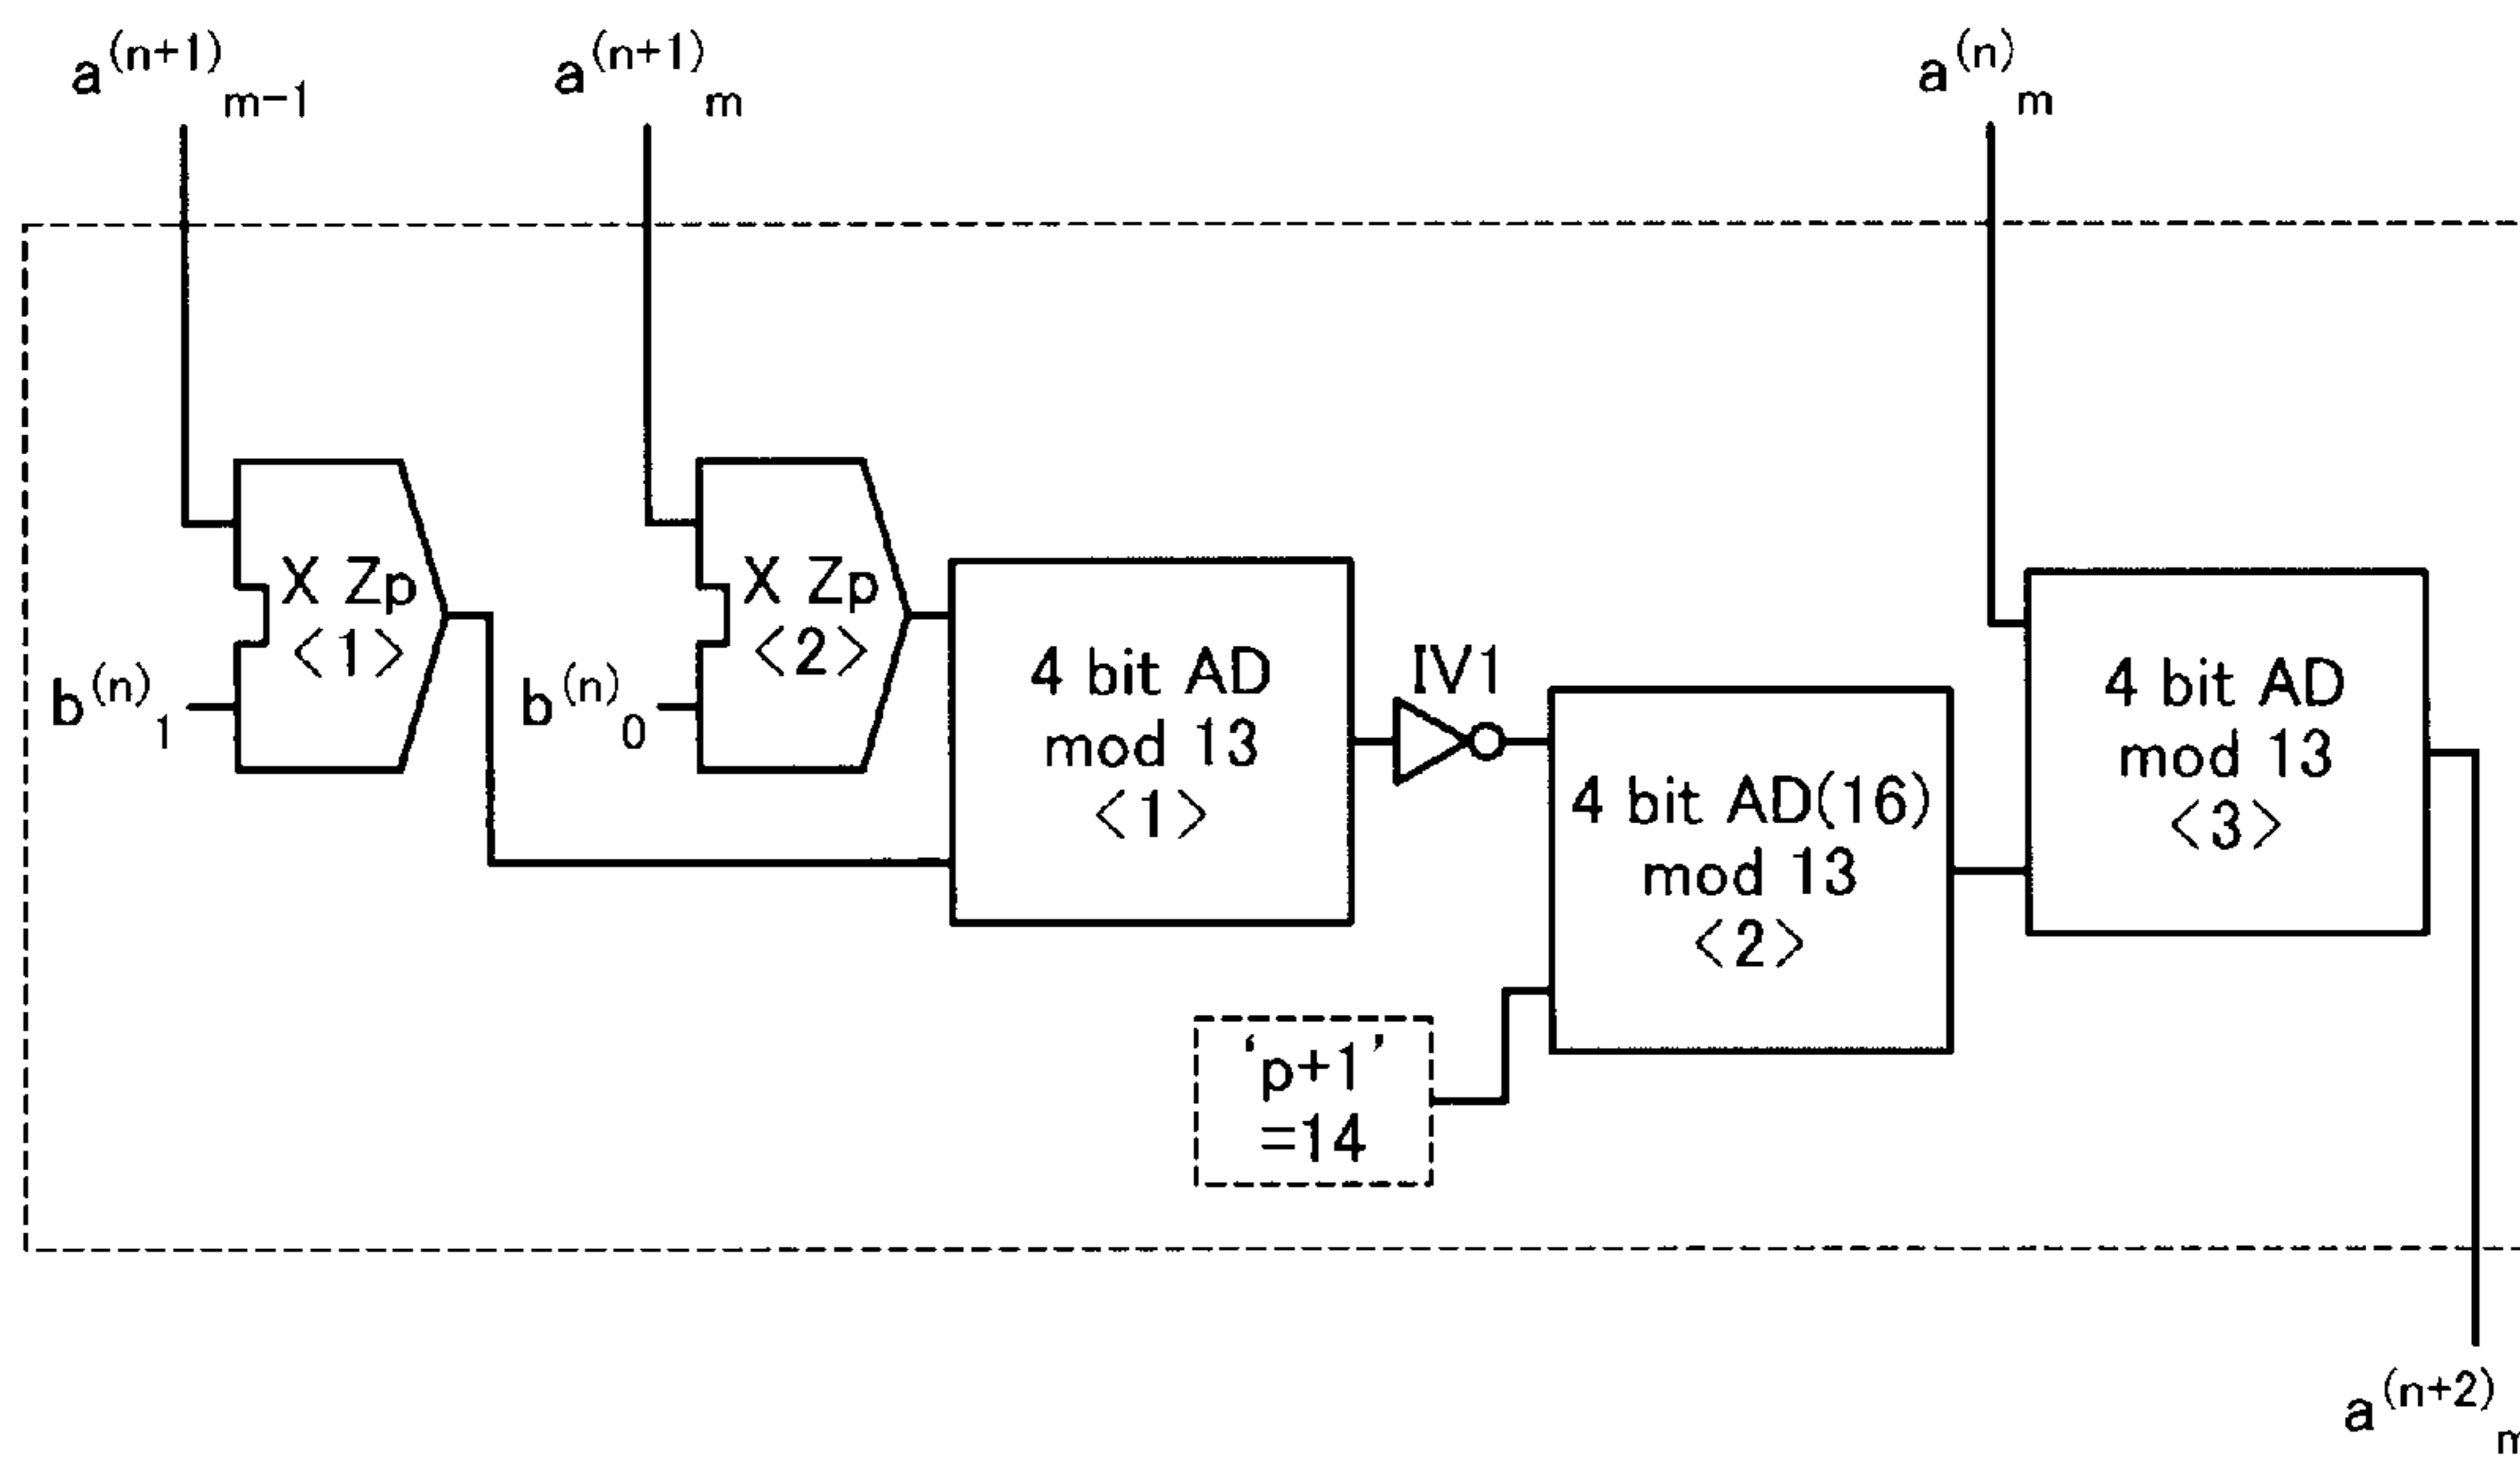 a(n+1)m-1
a(n+1)m
a(n)m
X Zp
<1>
b(n)1
X Zp
<2>
b(n)0
4 bit AD
mod 13
<1>
IV1
4 bit AD(16)
mod 13
<2>
4 bit AD
mod 13
<3>
‘p+1’
=14
a(n+2)m